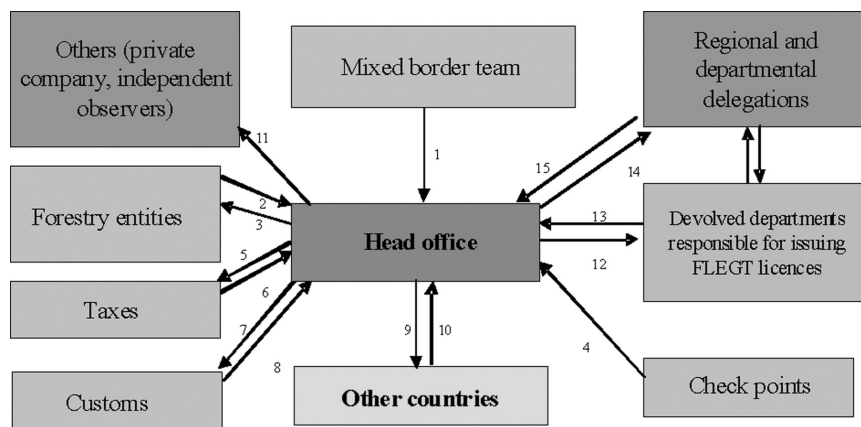 Others (private
company, independent
observers)
Mixed border team
Regional and
departmental
delegations
11
1
15
14
Forestry entities
2
3
Head office
13
12
Devolved departments
responsible for issuing
FLEGT licences
5
6
Taxes
7
8
9
10
4
Customs
Other countries
Check points